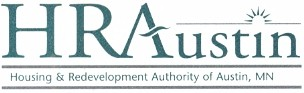 HRAustin
Housing & Redevelopment Authority of Austin, MN